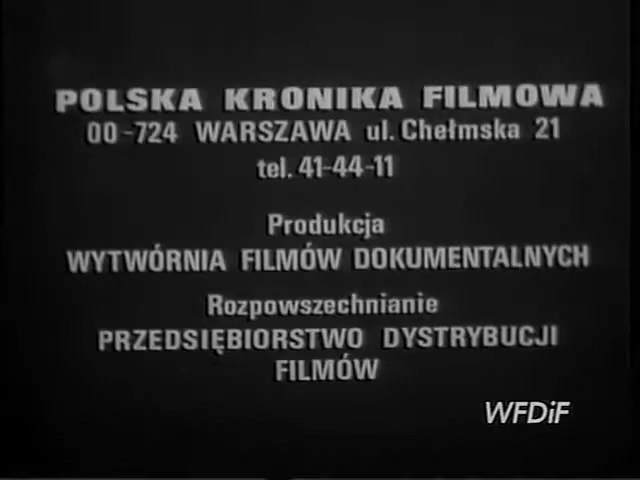 POLSKA KRONIKA FILMOWA
00-724 WARSZAWA ul. Chełmska 21
tel. 41-44-11
Produkcja
WYTWÓRNIA FILMÓW DOKUMENTALNYCH
Rozpowszechnianie
PRZEDSIĘBIORSTWO DYSTRYBUCJI
FILMÓW
WFDiF